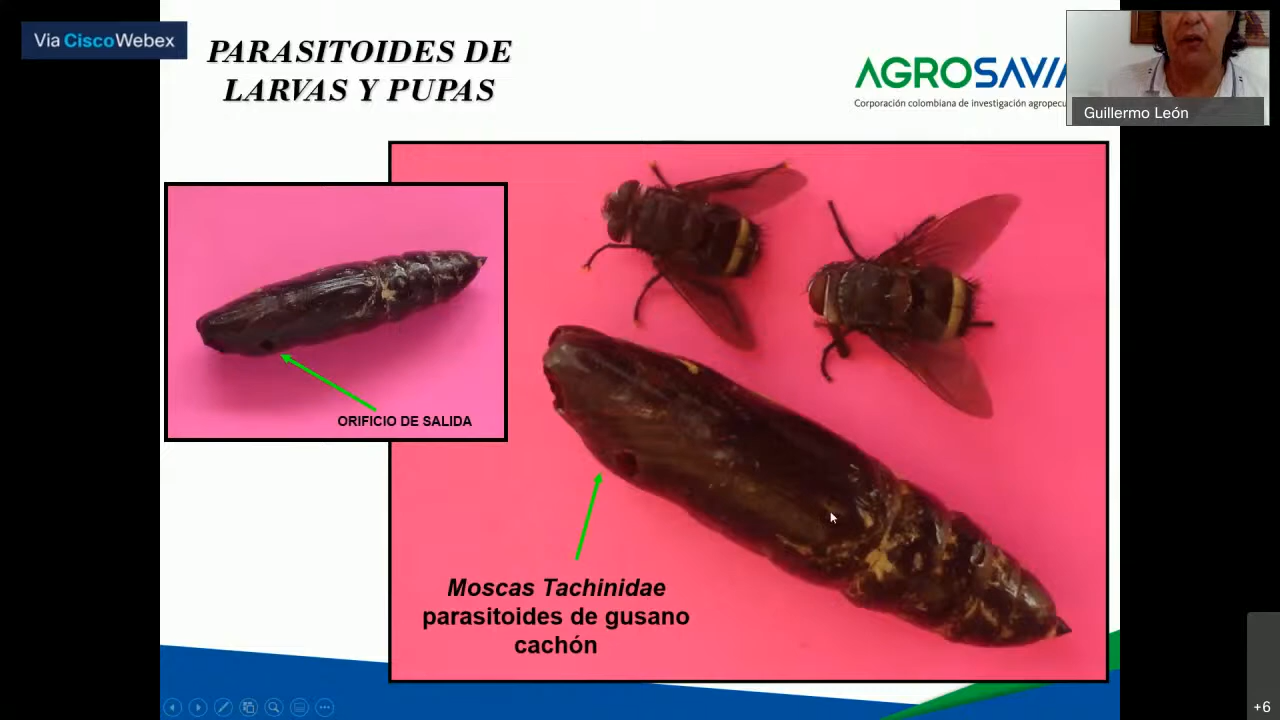 Vía CiscoWebex
PARASITOIDES DE
LARVAS Y PUPAS
AGROSAVIA
Corporación colombiana de investigación agropecu
Guillermo León
ORIFICIO DE SALIDA
Moscas Tachinidae
parasitoides de gusano
cachón
+6